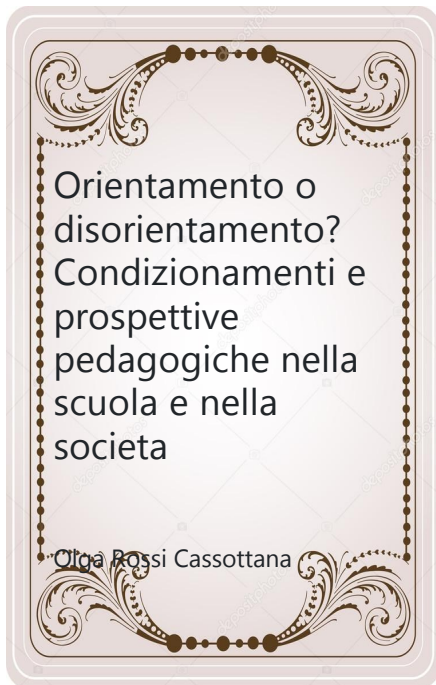 Orientamento o
disorientamento?
Condizionamenti e
prospettive
pedagogiche nella
scuola e nella
societa
Olga Rossi Cassottana